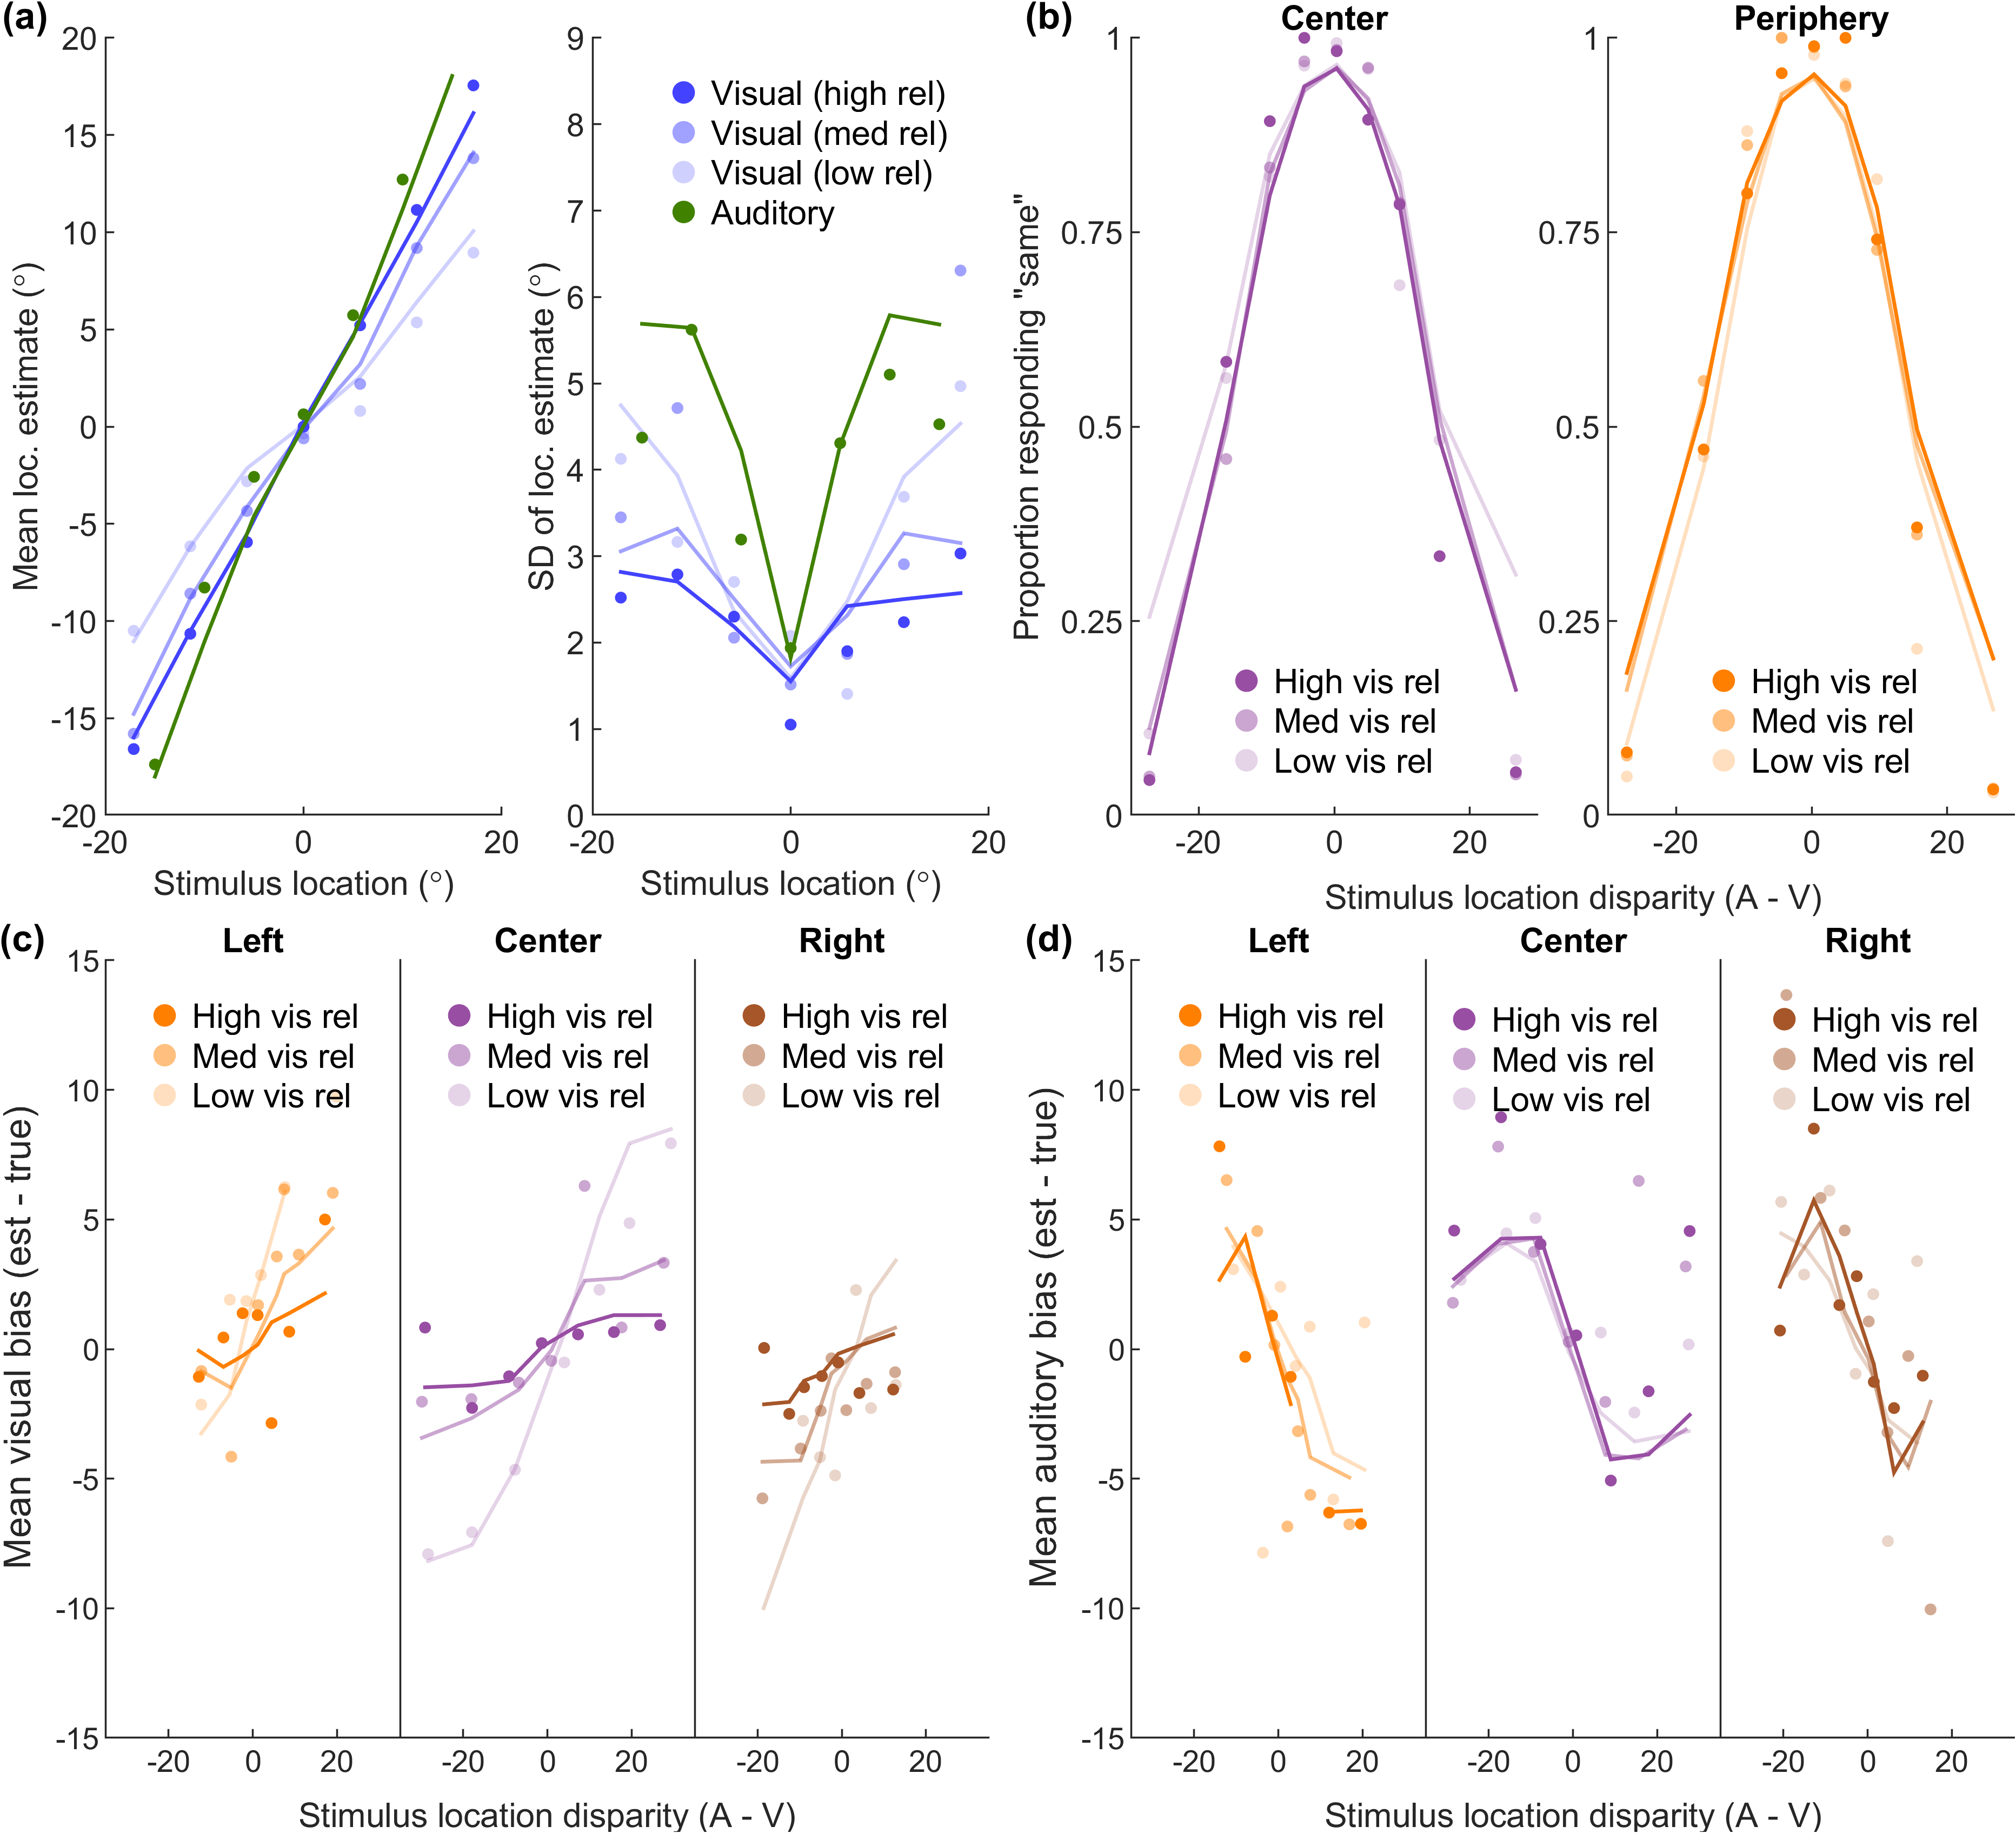 (a)
20
15
10
5
0
-5
-10
-15
-20
-20 0 20
Mean loc. estimate (°)
Stimulus location (°)
9
8
7
6
5
4
3
2
1
0
-20 0 20
SD of loc. estimate (°)
Stimulus location (°)
Visual (high rel)
Visual (med rel)
Visual (low rel)
Auditory
(b)
Center
1
0.75
0.5
0.25
0
-20 0 20
Proportion responding "same"
High vis rel
Med vis rel
Low vis rel
Periphery
1
0.75
0.5
0.25
0
-20 0 20
High vis rel
Med vis rel
Low vis rel
Stimulus location disparity (A - V)
(c)
Left Center Right
15
10
5
0
-5
-10
-15
Mean visual bias (est - true)
High vis rel
Med vis rel
Low vis rel
High vis rel
Med vis rel
Low vis rel
High vis rel
Med vis rel
Low vis rel
-20 0 20 -20 0 20 -20 0 20
Stimulus location disparity (A - V)
(d)
Left Center Right
15
10
5
0
-5
-10
-15
Mean auditory bias (est - true)
High vis rel
Med vis rel
Low vis rel
High vis rel
Med vis rel
Low vis rel
High vis rel
Med vis rel
Low vis rel
-20 0 20 -20 0 20 -20 0 20
Stimulus location disparity (A - V)